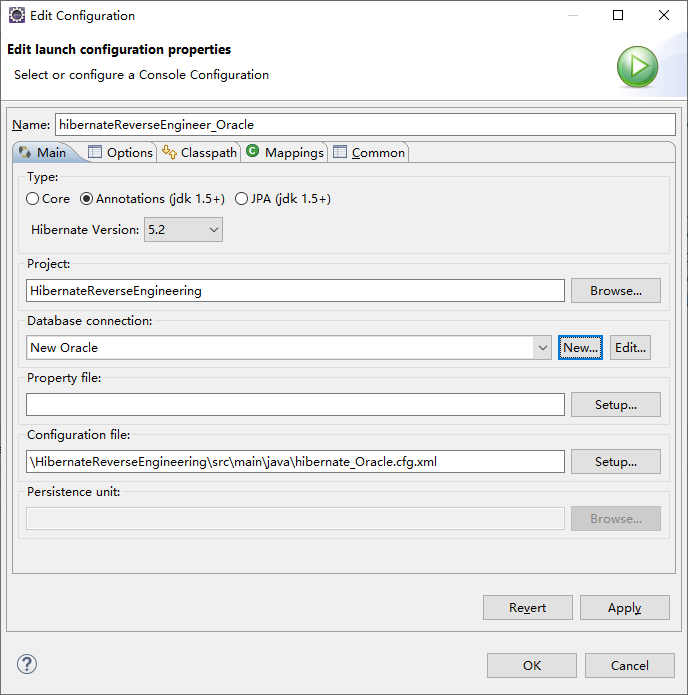 Edit Configuration
Edit launch configuration properties
Select or configure a Console Configuration
Name: hibernateReverseEngineer_Oracle
Main Options Classpath Mappings Common
Type:
Core Annotations (jdk 1.5+) JPA (jdk 1.5+)
Hibernate Version: 5.2
Project:
HibernateReverseEngineering Browse...
Database connection:
New Oracle New... Edit...
Property file:
Setup...
Configuration file:
\HibernateReverseEngineering\src\main\java\hibernate_Oracle.cfg.xml Setup...
Persistence unit:
Browse...
Revert Apply
OK Cancel